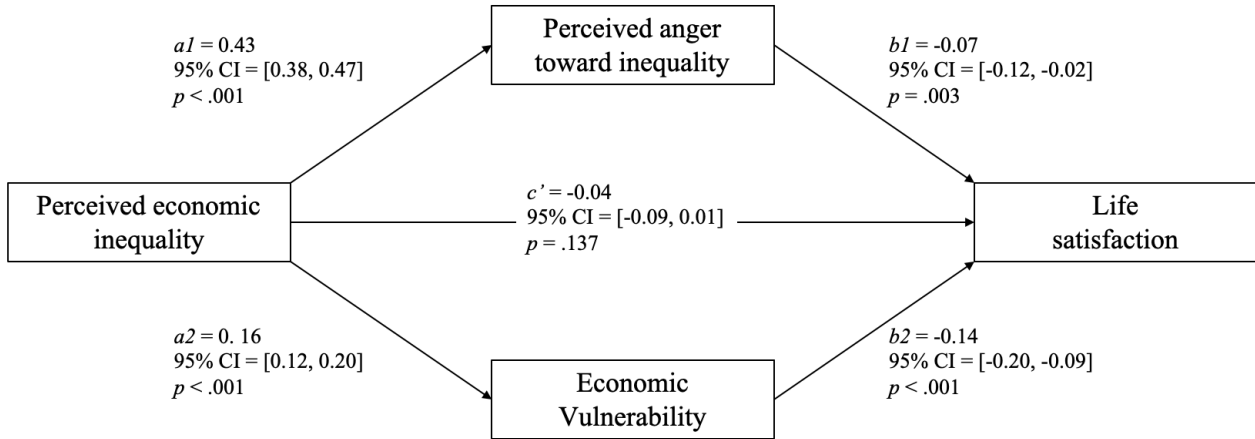 Perceived anger
toward inequality
a1 = 0.43
95% CI = [0.38, 0.47]
p < .001
b1 = -0.07
95% CI = [-0.12, -0.02]
p = .003
Perceived economic
inequality
c’ = -0.04
95% CI = [-0.09, 0.01]
p = .137
Life
satisfaction
a2 = 0. 16
95% CI = [0.12, 0.20]
p < .001
b2 = -0.14
95% CI = [-0.20, -0.09]
p < .001
Economic
Vulnerability